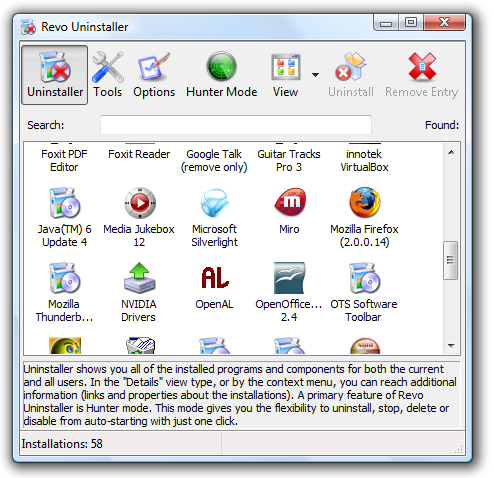 Revo Uninstaller
Uninstaller Tools Options Hunter Mode View Uninstall Remove Entry
Search: Found:
Foxit PDF Foxit Reader Google Talk Guitar Tracks innotek
Editor (remove only) Pro 3 VirtualBox
Java(TM) 6 Media Jukebox Microsoft Miro Mozilla Firefox
Update 4 12 Silverlight (2.0.0.14)
Mozilla NVIDIA OpenAL OpenOffice... OTS Software
Thunderb... Drivers 2.4 Toolbar
Uninstaller shows you all of the installed programs and components for both the current
and all users. In the "Details" view type, or by the context menu, you can reach additional
information (links and properties about the installations). A primary feature of Revo
Uninstaller is Hunter mode. This mode gives you the flexibility to uninstall, stop, delete or
disable from auto-starting with just one click.
Installations: 58